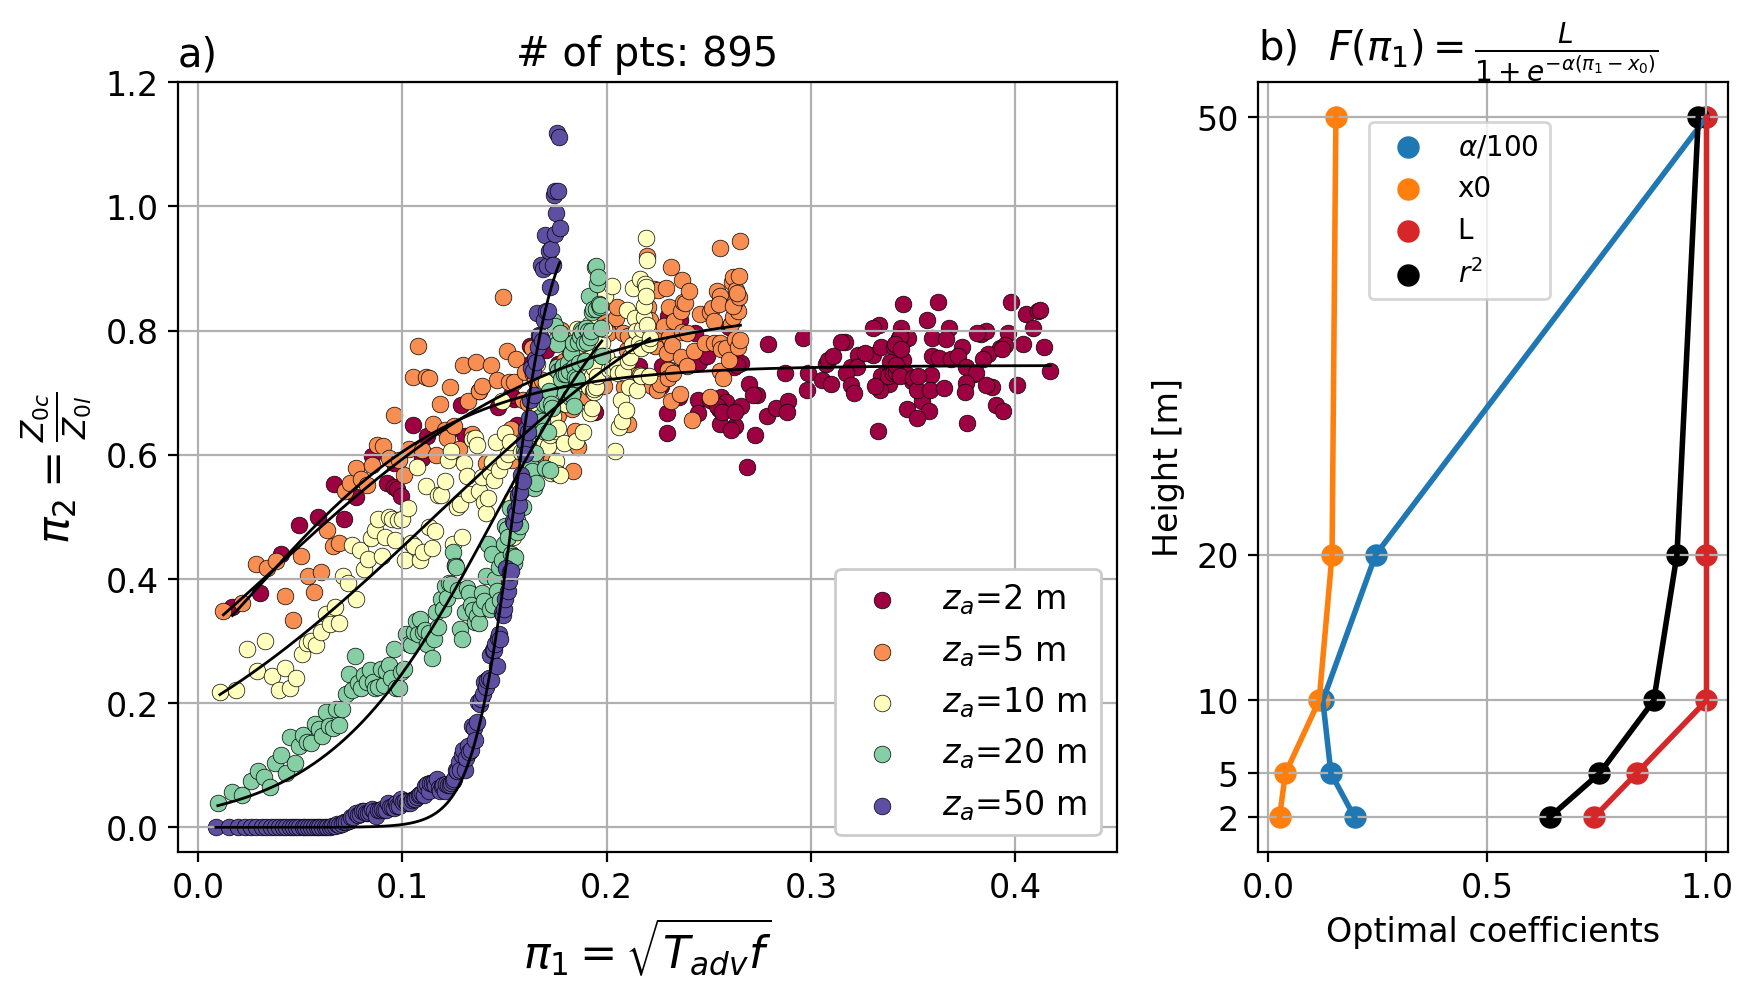 a) # of pts: 895
1.2
1.0
0.8
0.6
0.4
0.2
0.0
π₂ = z₀c / z₀l
zₐ=2 m
zₐ=5 m
zₐ=10 m
zₐ=20 m
zₐ=50 m
0.0 0.1 0.2 0.3 0.4
π₁ = √(T_adv f)
b) F(π₁) = L / (1 + e^(−α(π₁ − x₀)))
50
20
10
5
2
Height [m]
α/100
x0
L
r²
0.0 0.5 1.0
Optimal coefficients